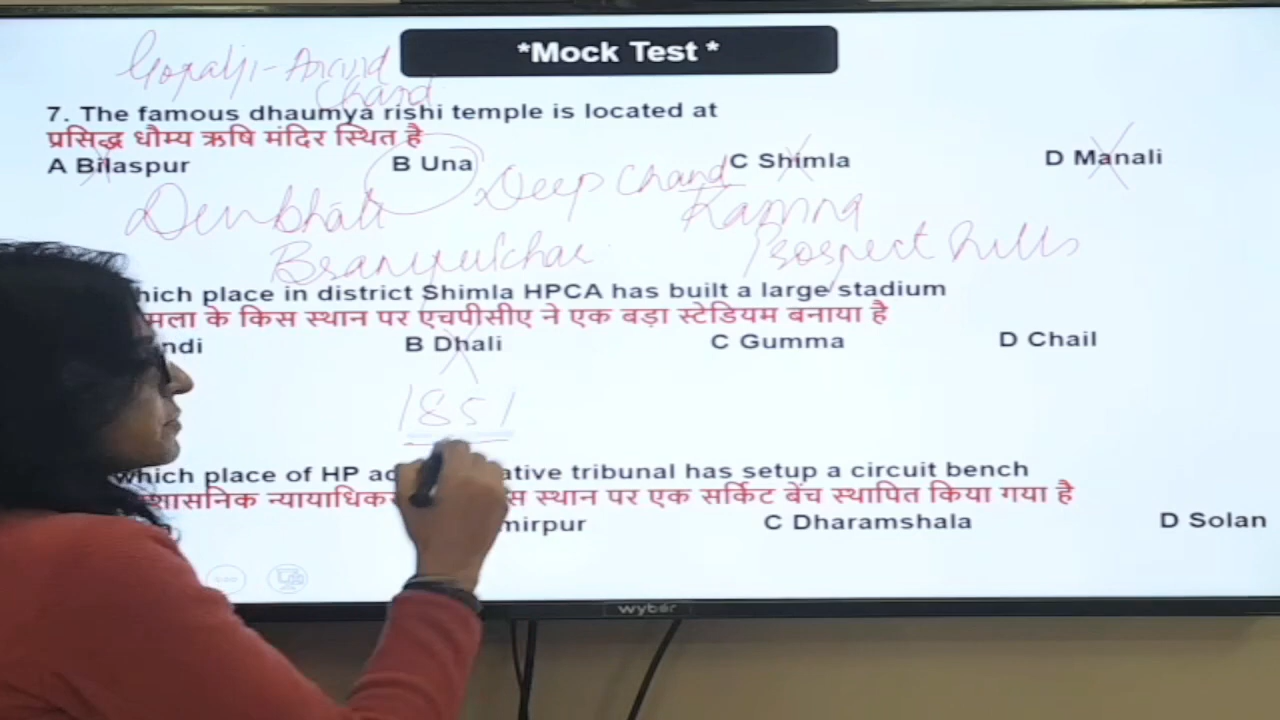 *Mock Test *
Gopalji - Anand
Chand
7. The famous dhaumya rishi temple is located at
प्रसिद्ध धौम्य ऋषि मंदिर स्थित है
A Bilaspur B Una C Shimla D Manali
Deep Chand
Kamna
Prospect hills
hich place in district Shimla HPCA has built a large stadium
मला के किस स्थान पर एचपीसीए ने एक बड़ा स्टेडियम बनाया है
ndi B Dhali C Gumma D Chail
1851
which place of HP ad ative tribunal has setup a circuit bench
शासनिक न्यायाधिकर स स्थान पर एक सर्किट बेंच स्थापित किया गया है
mirpur C Dharamshala D Solan
wyber